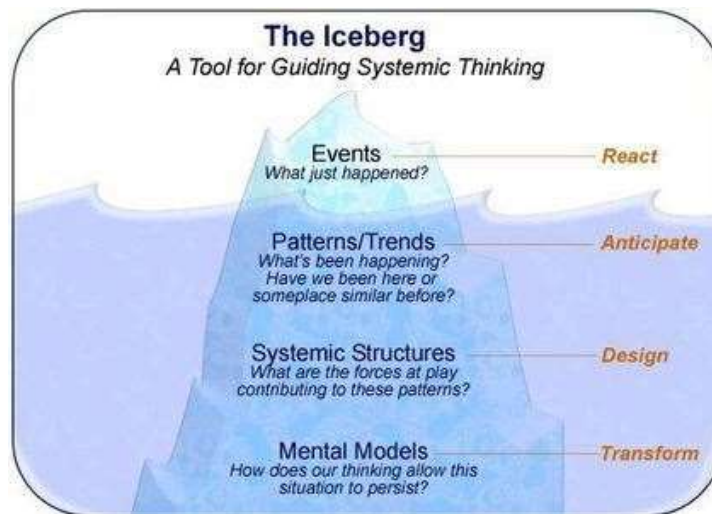 The Iceberg
A Tool for Guiding Systemic Thinking
Events
What just happened?
React
Patterns/Trends
What's been happening?
Have we been here or
someplace similar before?
Anticipate
Systemic Structures
What are the forces at play
contributing to these patterns?
Design
Mental Models
How does our thinking allow this
situation to persist?
Transform